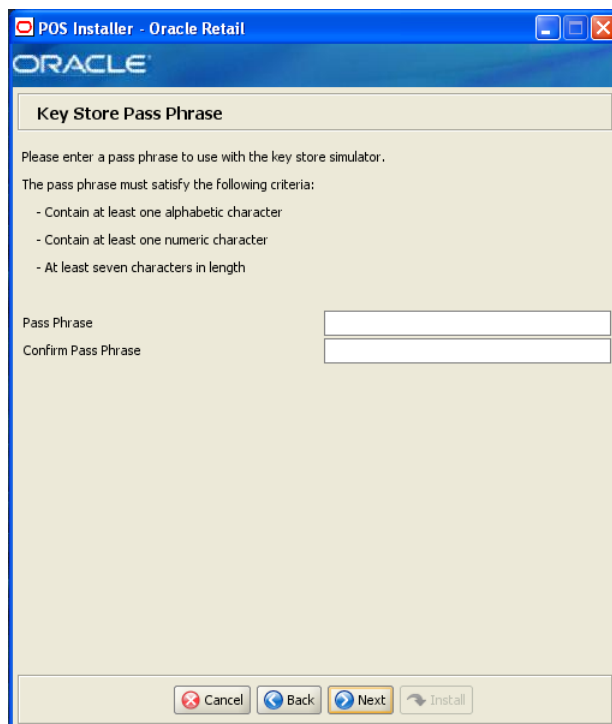 POS Installer - Oracle Retail
ORACLE
Key Store Pass Phrase
Please enter a pass phrase to use with the key store simulator.
The pass phrase must satisfy the following criteria:
- Contain at least one alphabetic character
- Contain at least one numeric character
- At least seven characters in length
Pass Phrase
Confirm Pass Phrase
Cancel Back Next Install